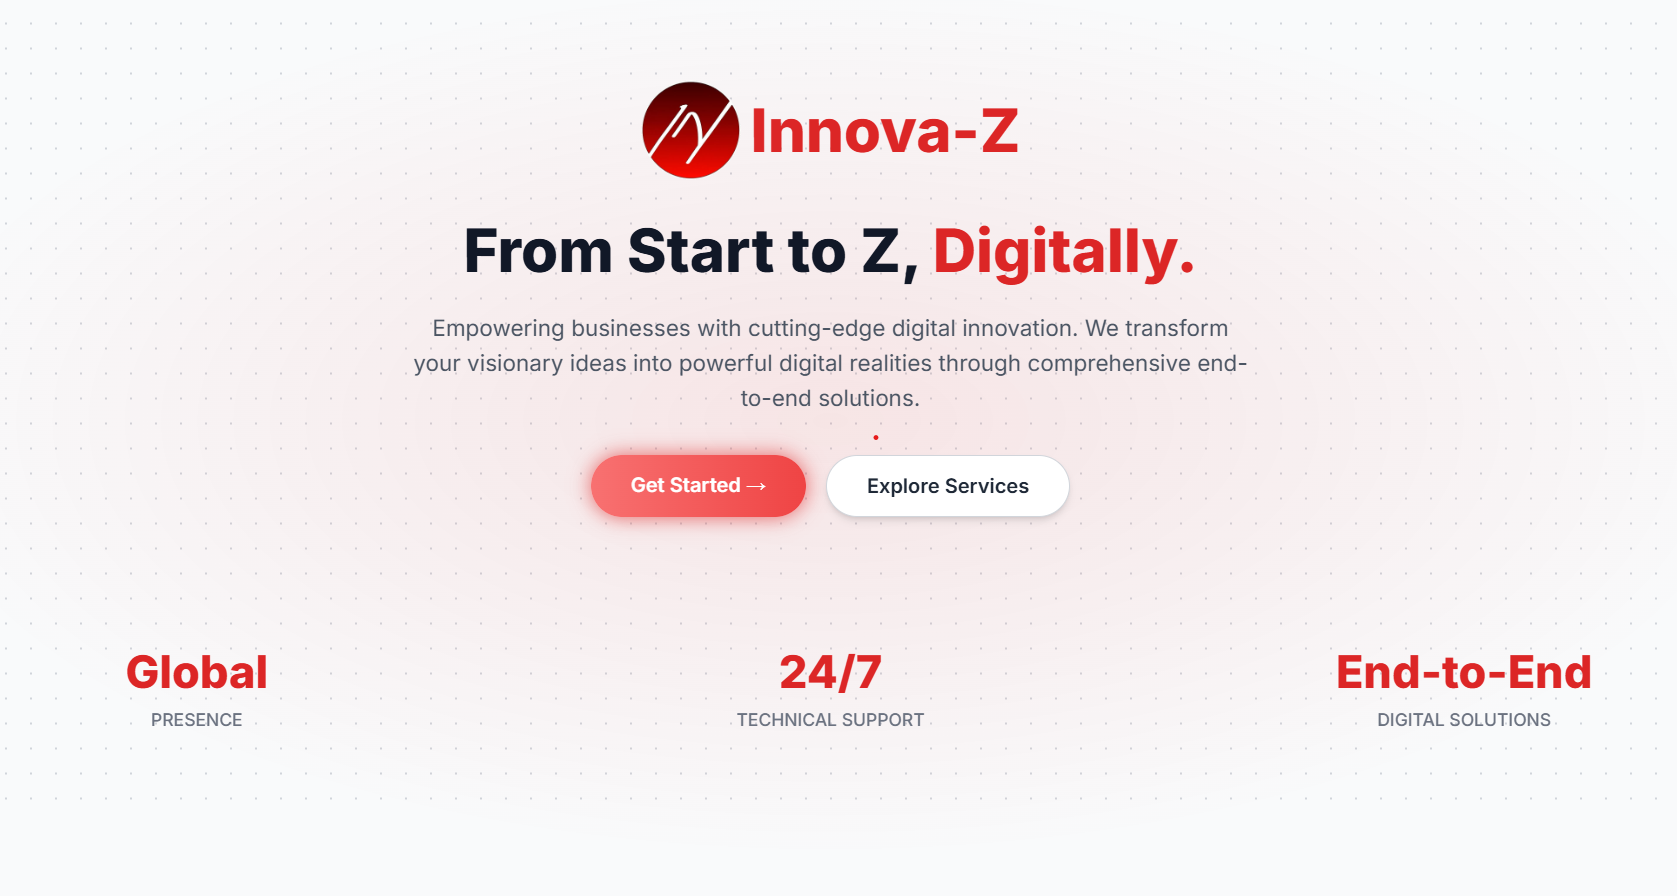 Innova-Z
From Start to Z, Digitally.
Empowering businesses with cutting-edge digital innovation. We transform
your visionary ideas into powerful digital realities through comprehensive end-
to-end solutions.
Get Started →
Explore Services
Global
PRESENCE
24/7
TECHNICAL SUPPORT
End-to-End
DIGITAL SOLUTIONS